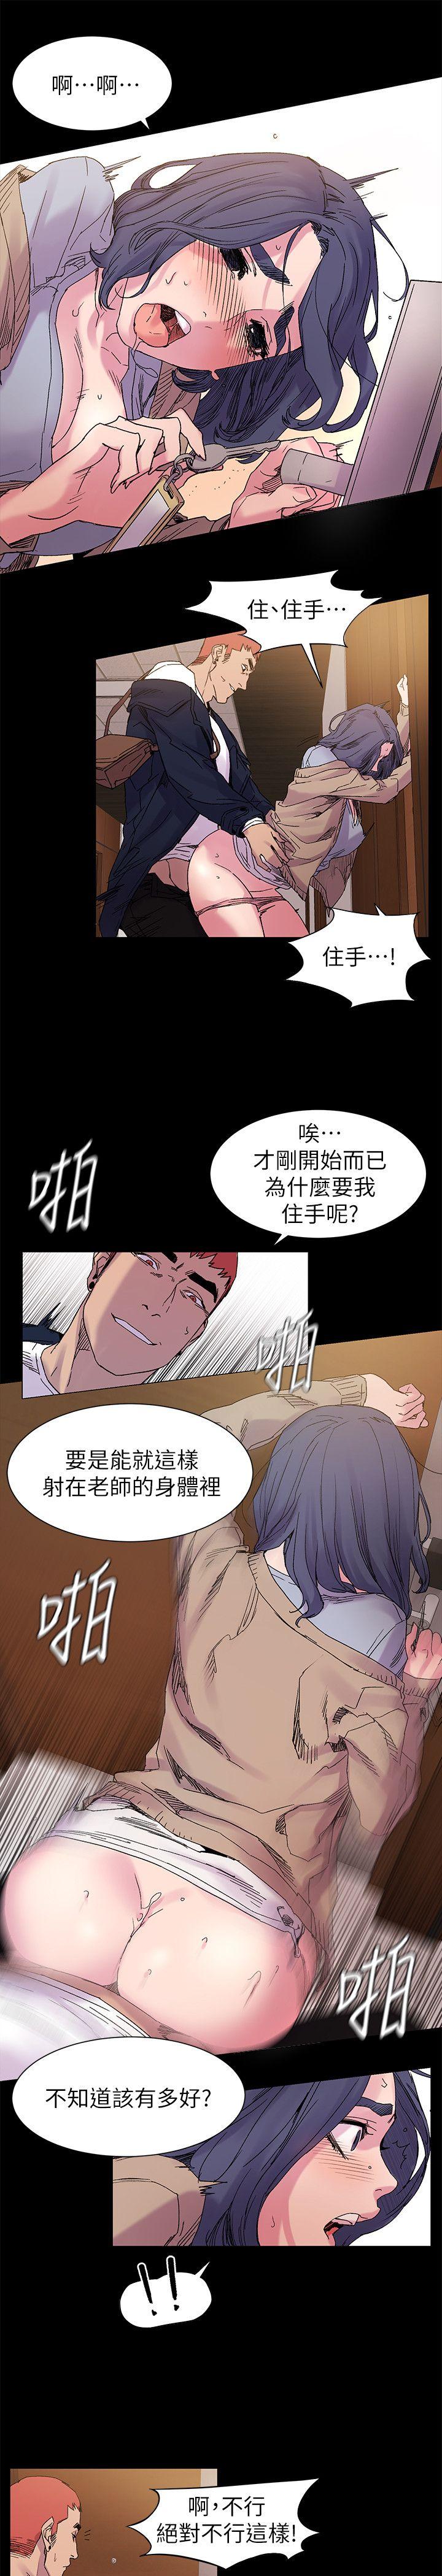 啊…啊…
住、住手…
住手…!
唉…
才剛開始而已
為什麼要我
住手呢?
啪
啪
要是能就這樣
射在老師的身體裡
啪
啪
不知道該有多好?
!!
啊,不行
絕對不行這樣!